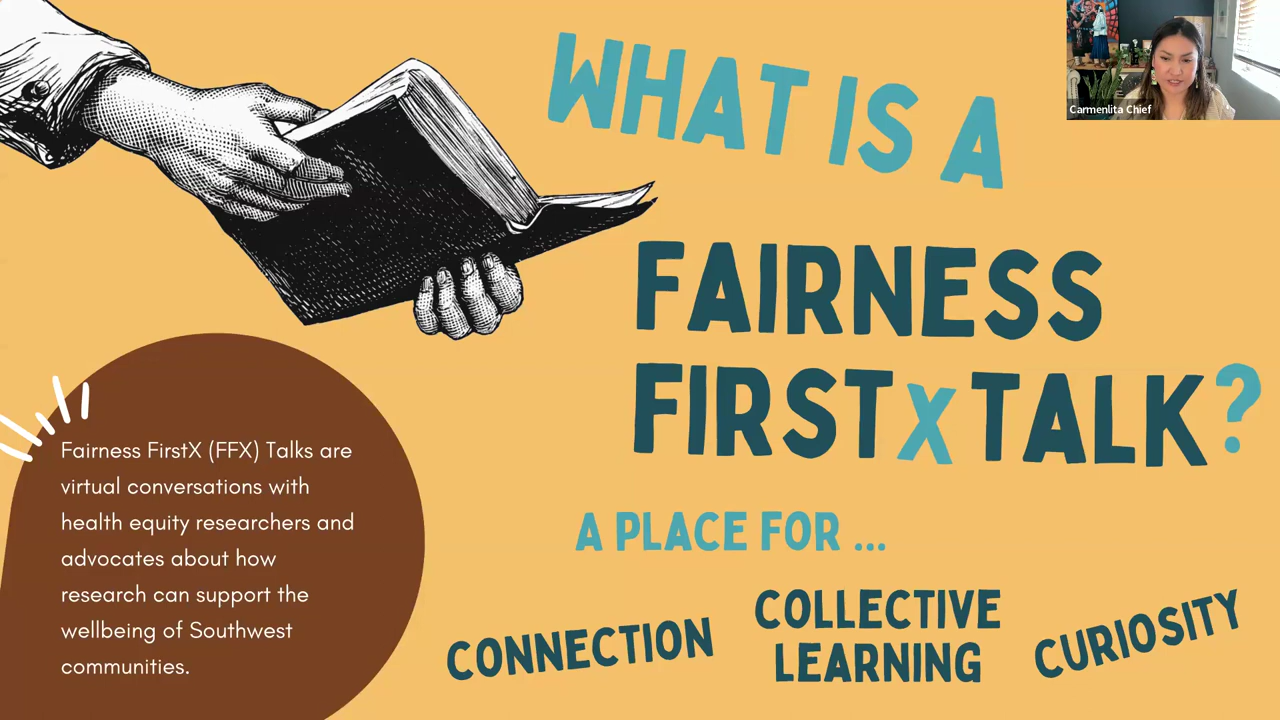 Carmenlita Chief
WHAT IS A
FAIRNESS
FIRSTXTALK?
Fairness FirstX (FFX) Talks are
virtual conversations with
health equity researchers and
advocates about how
research can support the
wellbeing of Southwest
communities.
A PLACE FOR ...
CONNECTION
COLLECTIVE
LEARNING
CURIOSITY